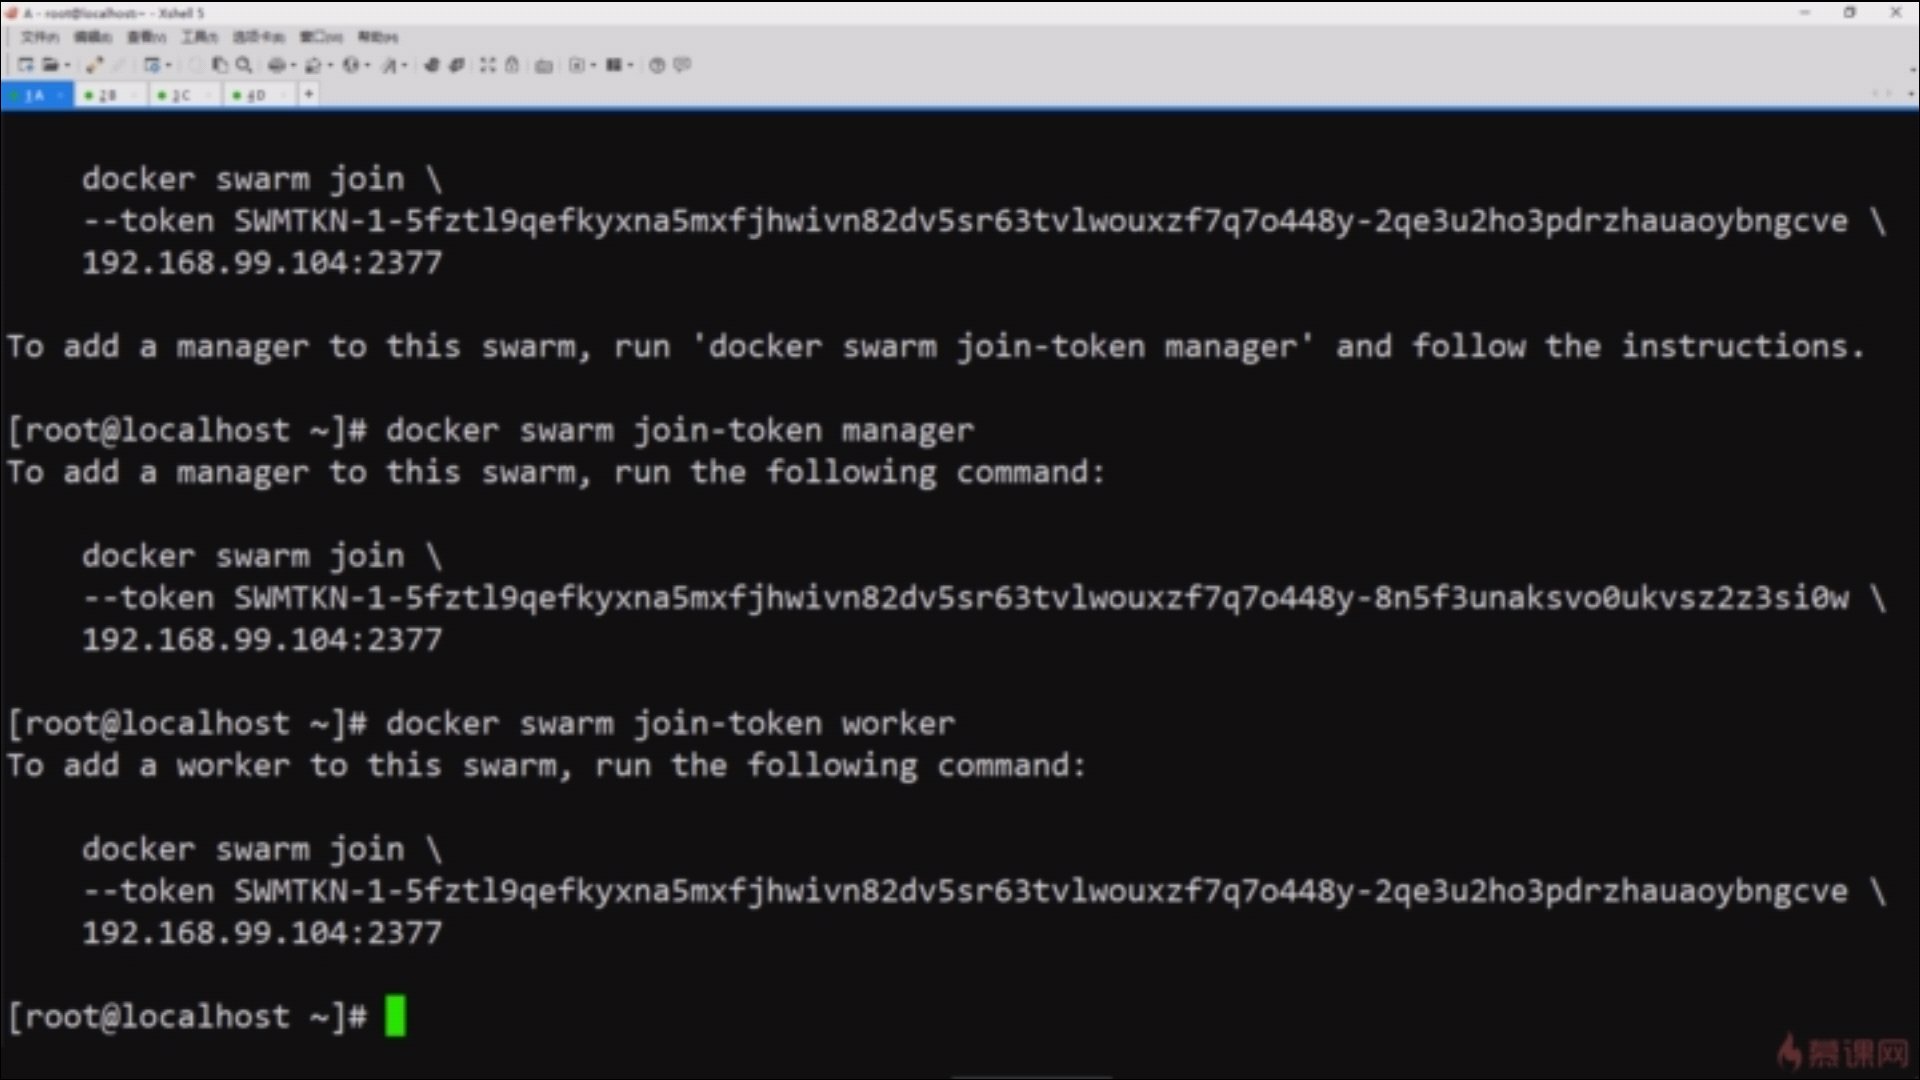 A - root@localhost:~ - Xshell 5
文件(F) 编辑(E) 查看(V) 工具(T) 选项卡(B) 窗口(W) 帮助(H)
1 A 2 B 3 C 4 D +
docker swarm join \
--token SWMTKN-1-5fztl9qefkyxna5mxfjhwivn82dv5sr63tvlwouxzf7q7o448y-2qe3u2ho3pdrzhauaoybngcve \
192.168.99.104:2377
To add a manager to this swarm, run 'docker swarm join-token manager' and follow the instructions.
[root@localhost ~]# docker swarm join-token manager
To add a manager to this swarm, run the following command:
docker swarm join \
--token SWMTKN-1-5fztl9qefkyxna5mxfjhwivn82dv5sr63tvlwouxzf7q7o448y-8n5f3unaksvo0ukvsz2z3si0w \
192.168.99.104:2377
[root@localhost ~]# docker swarm join-token worker
To add a worker to this swarm, run the following command:
docker swarm join \
--token SWMTKN-1-5fztl9qefkyxna5mxfjhwivn82dv5sr63tvlwouxzf7q7o448y-2qe3u2ho3pdrzhauaoybngcve \
192.168.99.104:2377
[root@localhost ~]#
慕课网